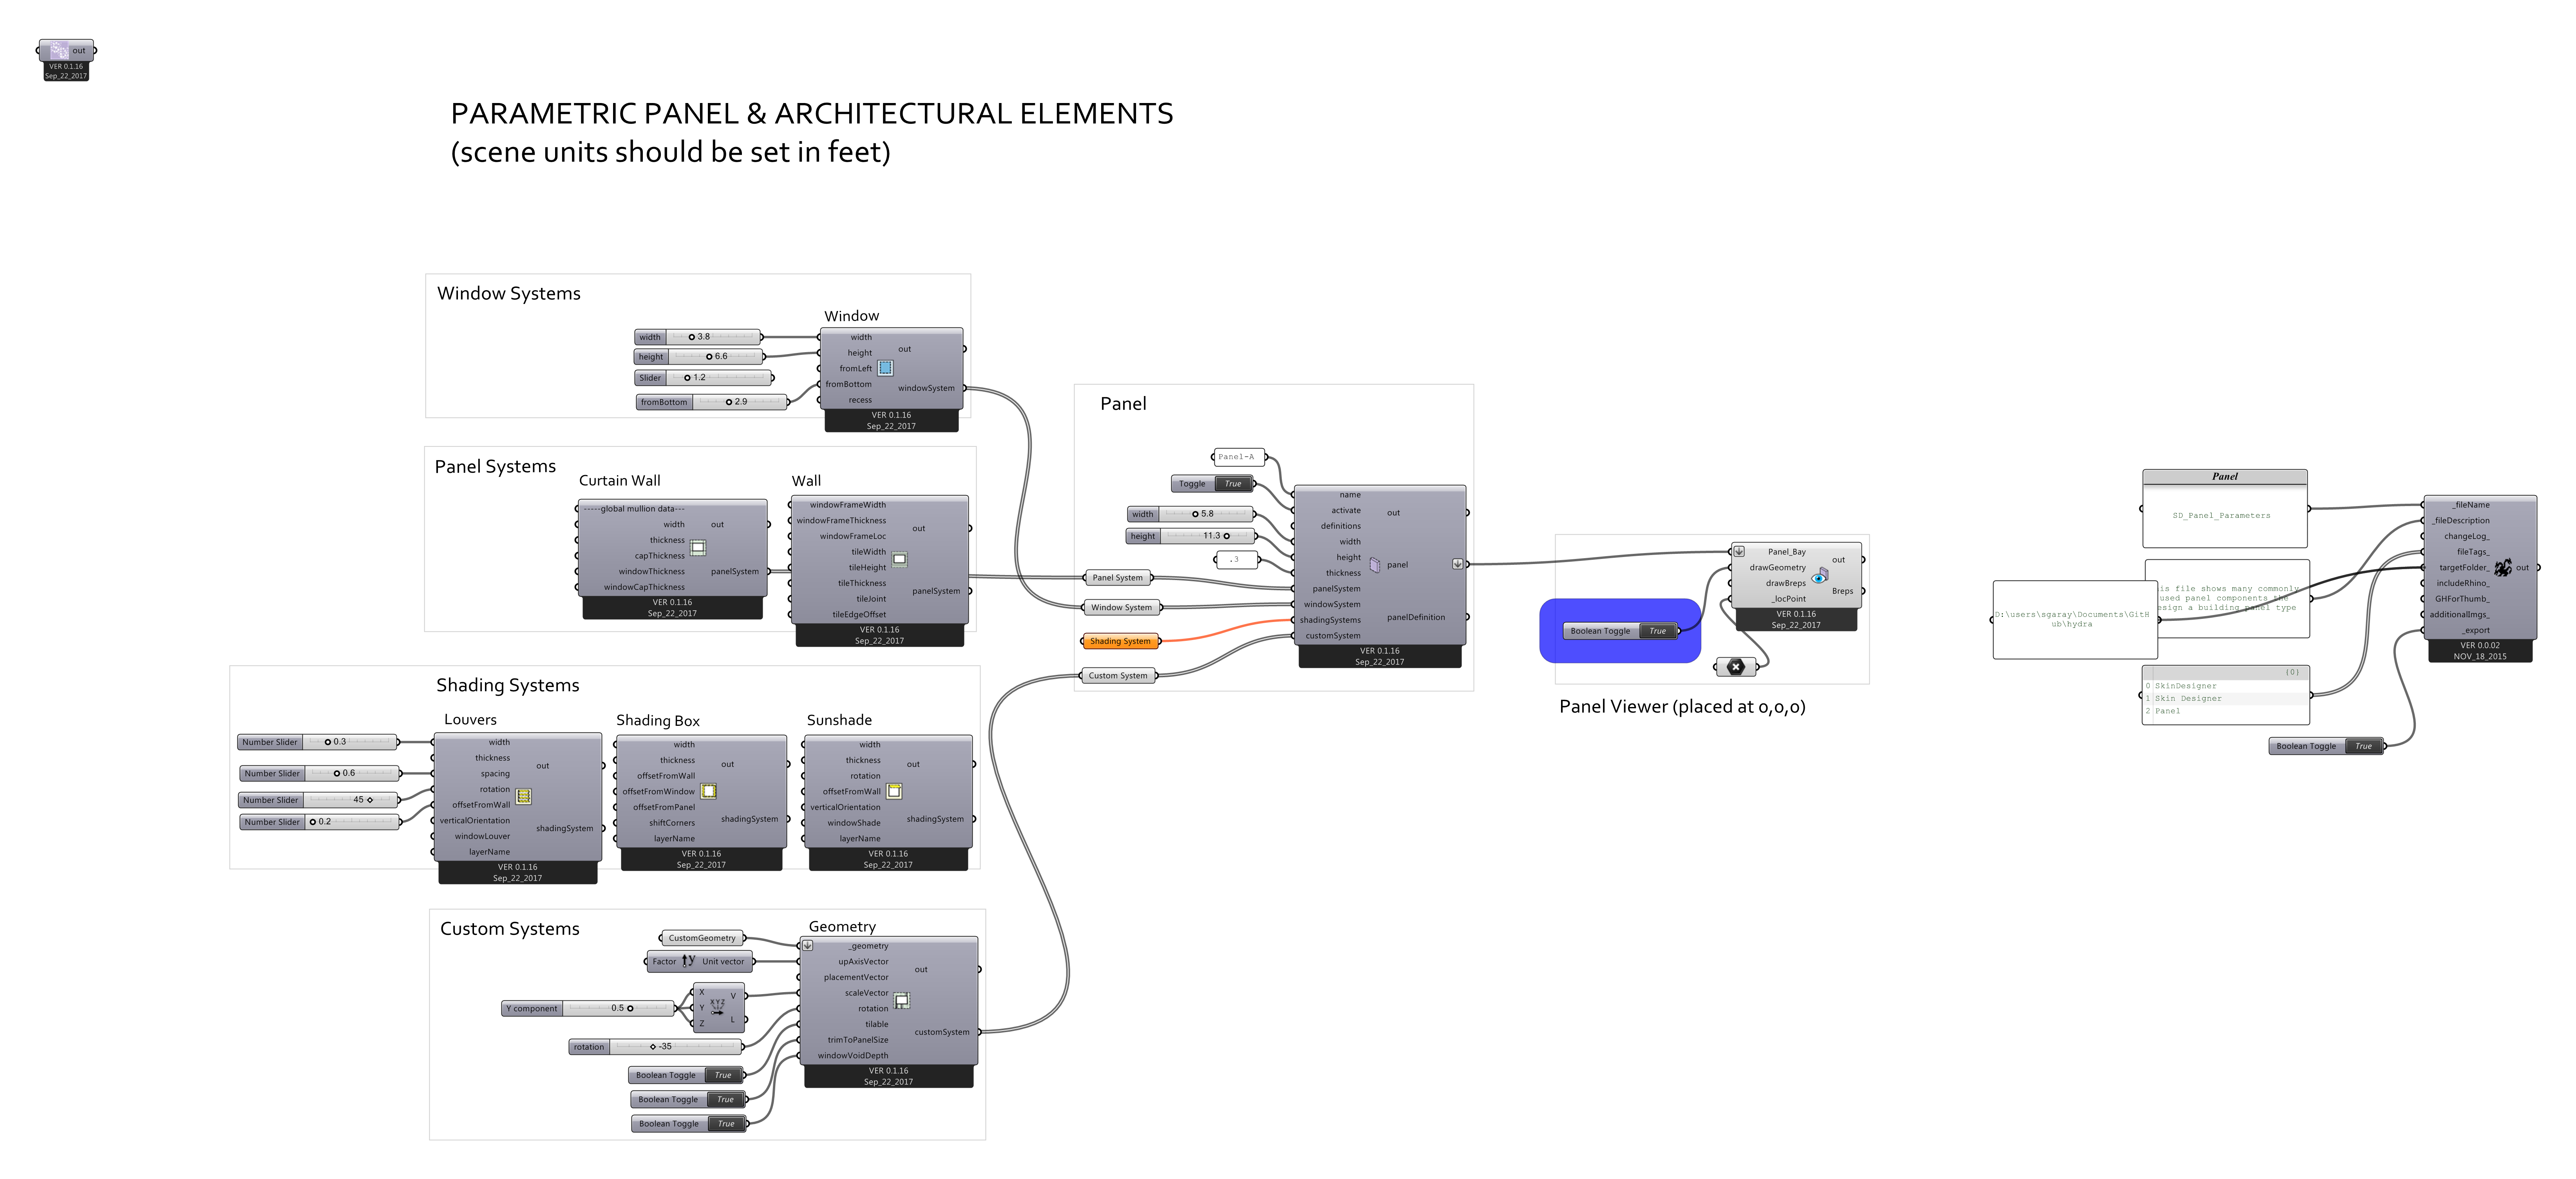 out
VER 0.1.16
Sep_22_2017
PARAMETRIC PANEL & ARCHITECTURAL ELEMENTS
(scene units should be set in feet)
Window Systems
Window
width 3.8
height 6.6
Slider 1.2
fromBottom 2.9
width
height
fromLeft
fromBottom
recess
out
windowSystem
VER 0.1.16
Sep_22_2017
Panel Systems
Curtain Wall
-----global mullion data---
width
thickness
capThickness
windowThickness
windowCapThickness
out
panelSystem
VER 0.1.16
Sep_22_2017
Wall
windowFrameWidth
windowFrameThickness
windowFrameLoc
tileWidth
tileHeight
tileThickness
tileJoint
tileEdgeOffset
out
panelSystem
VER 0.1.16
Sep_22_2017
Shading Systems
Louvers
Number Slider 0.3
Number Slider 0.6
Number Slider 45
Number Slider 0.2
width
thickness
spacing
rotation
offsetFromWall
verticalOrientation
windowLouver
layerName
out
shadingSystem
VER 0.1.16
Sep_22_2017
Shading Box
width
thickness
offsetFromWall
offsetFromWindow
offsetFromPanel
shiftCorners
layerName
out
shadingSystem
VER 0.1.16
Sep_22_2017
Sunshade
width
thickness
rotation
offsetFromWall
verticalOrientation
windowShade
layerName
out
shadingSystem
VER 0.1.16
Sep_22_2017
Custom Systems
Geometry
CustomGeometry
Factor y Unit vector
Y component 0.5
X
Y
Z
XYZ
V
L
rotation -35
Boolean Toggle True
Boolean Toggle True
Boolean Toggle True
_geometry
upAxisVector
placementVector
scaleVector
rotation
tilable
trimToPanelSize
windowVoidDepth
out
customSystem
VER 0.1.16
Sep_22_2017
Panel
Panel-A
Toggle True
width 5.8
height 11.3
.3
Panel System
Window System
Shading System
Custom System
name
activate
definitions
width
height
thickness
panelSystem
windowSystem
shadingSystems
customSystem
out
panel
panelDefinition
VER 0.1.16
Sep_22_2017
Boolean Toggle True
Panel_Bay
drawGeometry
drawBreps
_locPoint
out
Breps
VER 0.1.16
Sep_22_2017
Panel Viewer (placed at 0,0,0)
Panel
SD_Panel_Parameters
is file shows many commonly
used panel components the
esign a building panel type
D:\users\sgaray\Documents\GitH
ub\hydra
{0}
0 SkinDesigner
1 Skin Designer
2 Panel
Boolean Toggle True
_fileName
_fileDescription
changeLog_
fileTags_
targetFolder_
includeRhino_
GHForThumb_
additionalImgs_
_export
out
VER 0.0.02
NOV_18_2015